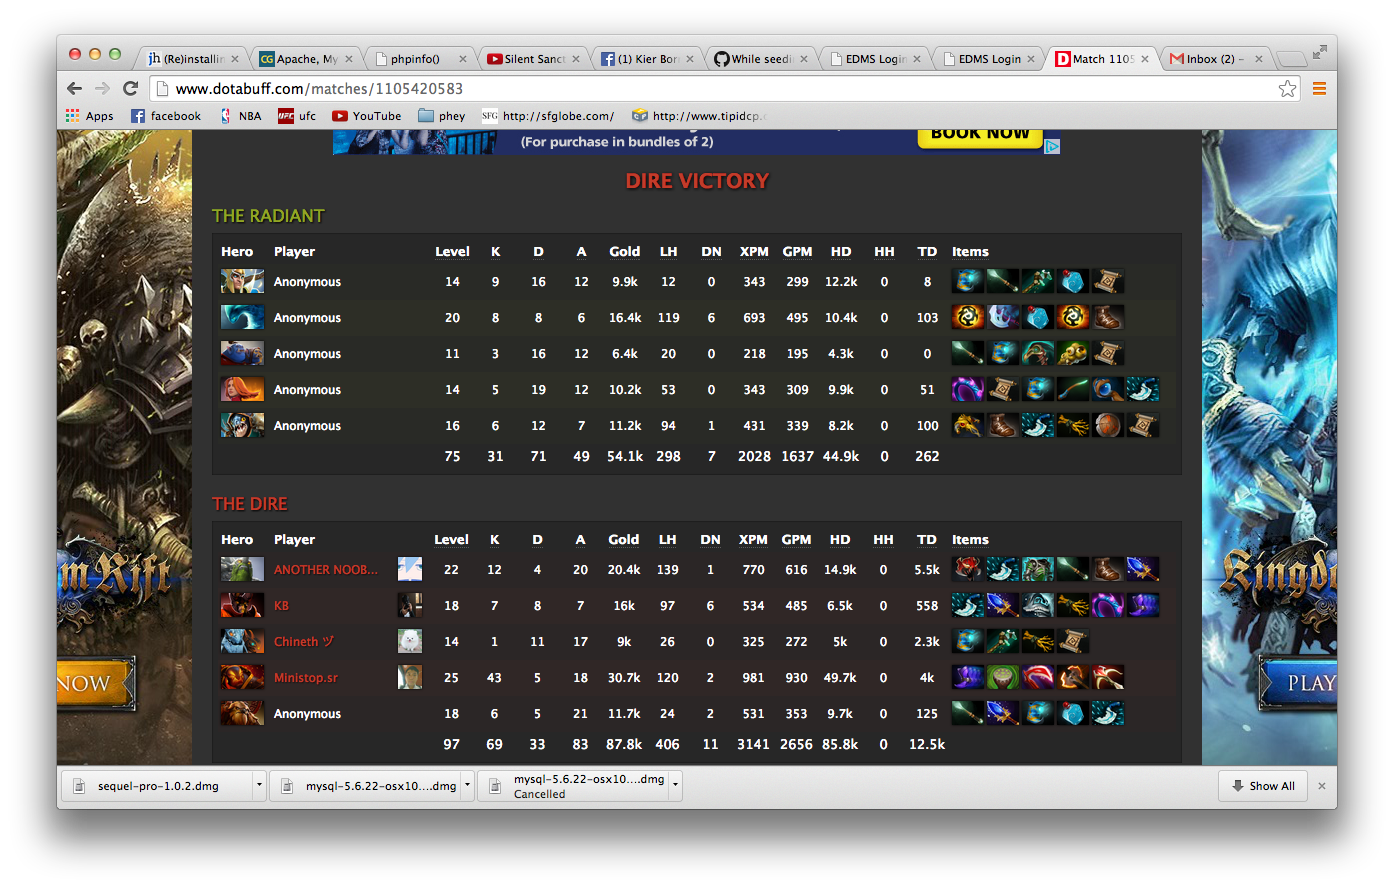 jh (Re)installin
CG Apache, My
phpinfo()
Silent Sanct
(1) Kier Bor
While seedi
EDMS Login
EDMS Login
Match 1105
Inbox (2) –
www.dotabuff.com/matches/1105420583
Apps facebook NBA UFC ufc YouTube phey SFG http://sfglobe.com/ http://www.tipidcp.c
(For purchase in bundles of 2)
BOOK NOW
DIRE VICTORY
THE RADIANT
Hero Player Level K D A Gold LH DN XPM GPM HD HH TD Items
Anonymous 14 9 16 12 9.9k 12 0 343 299 12.2k 0 8
Anonymous 20 8 8 6 16.4k 119 6 693 495 10.4k 0 103
Anonymous 11 3 16 12 6.4k 20 0 218 195 4.3k 0 0
Anonymous 14 5 19 12 10.2k 53 0 343 309 9.9k 0 51
Anonymous 16 6 12 7 11.2k 94 1 431 339 8.2k 0 100
75 31 71 49 54.1k 298 7 2028 1637 44.9k 0 262
THE DIRE
Hero Player Level K D A Gold LH DN XPM GPM HD HH TD Items
ANOTHER NOOB... 22 12 4 20 20.4k 139 1 770 616 14.9k 0 5.5k
KB 18 7 8 7 16k 97 6 534 485 6.5k 0 558
Chineth ヅ 14 1 11 17 9k 26 0 325 272 5k 0 2.3k
Ministop.sr 25 43 5 18 30.7k 120 2 981 930 49.7k 0 4k
Anonymous 18 6 5 21 11.7k 24 2 531 353 9.7k 0 125
97 69 33 83 87.8k 406 11 3141 2656 85.8k 0 12.5k
m Rift
NOW
Kingdo
PLAY
sequel-pro-1.0.2.dmg
mysql-5.6.22-osx10....dmg
mysql-5.6.22-osx10....dmg
Cancelled
Show All